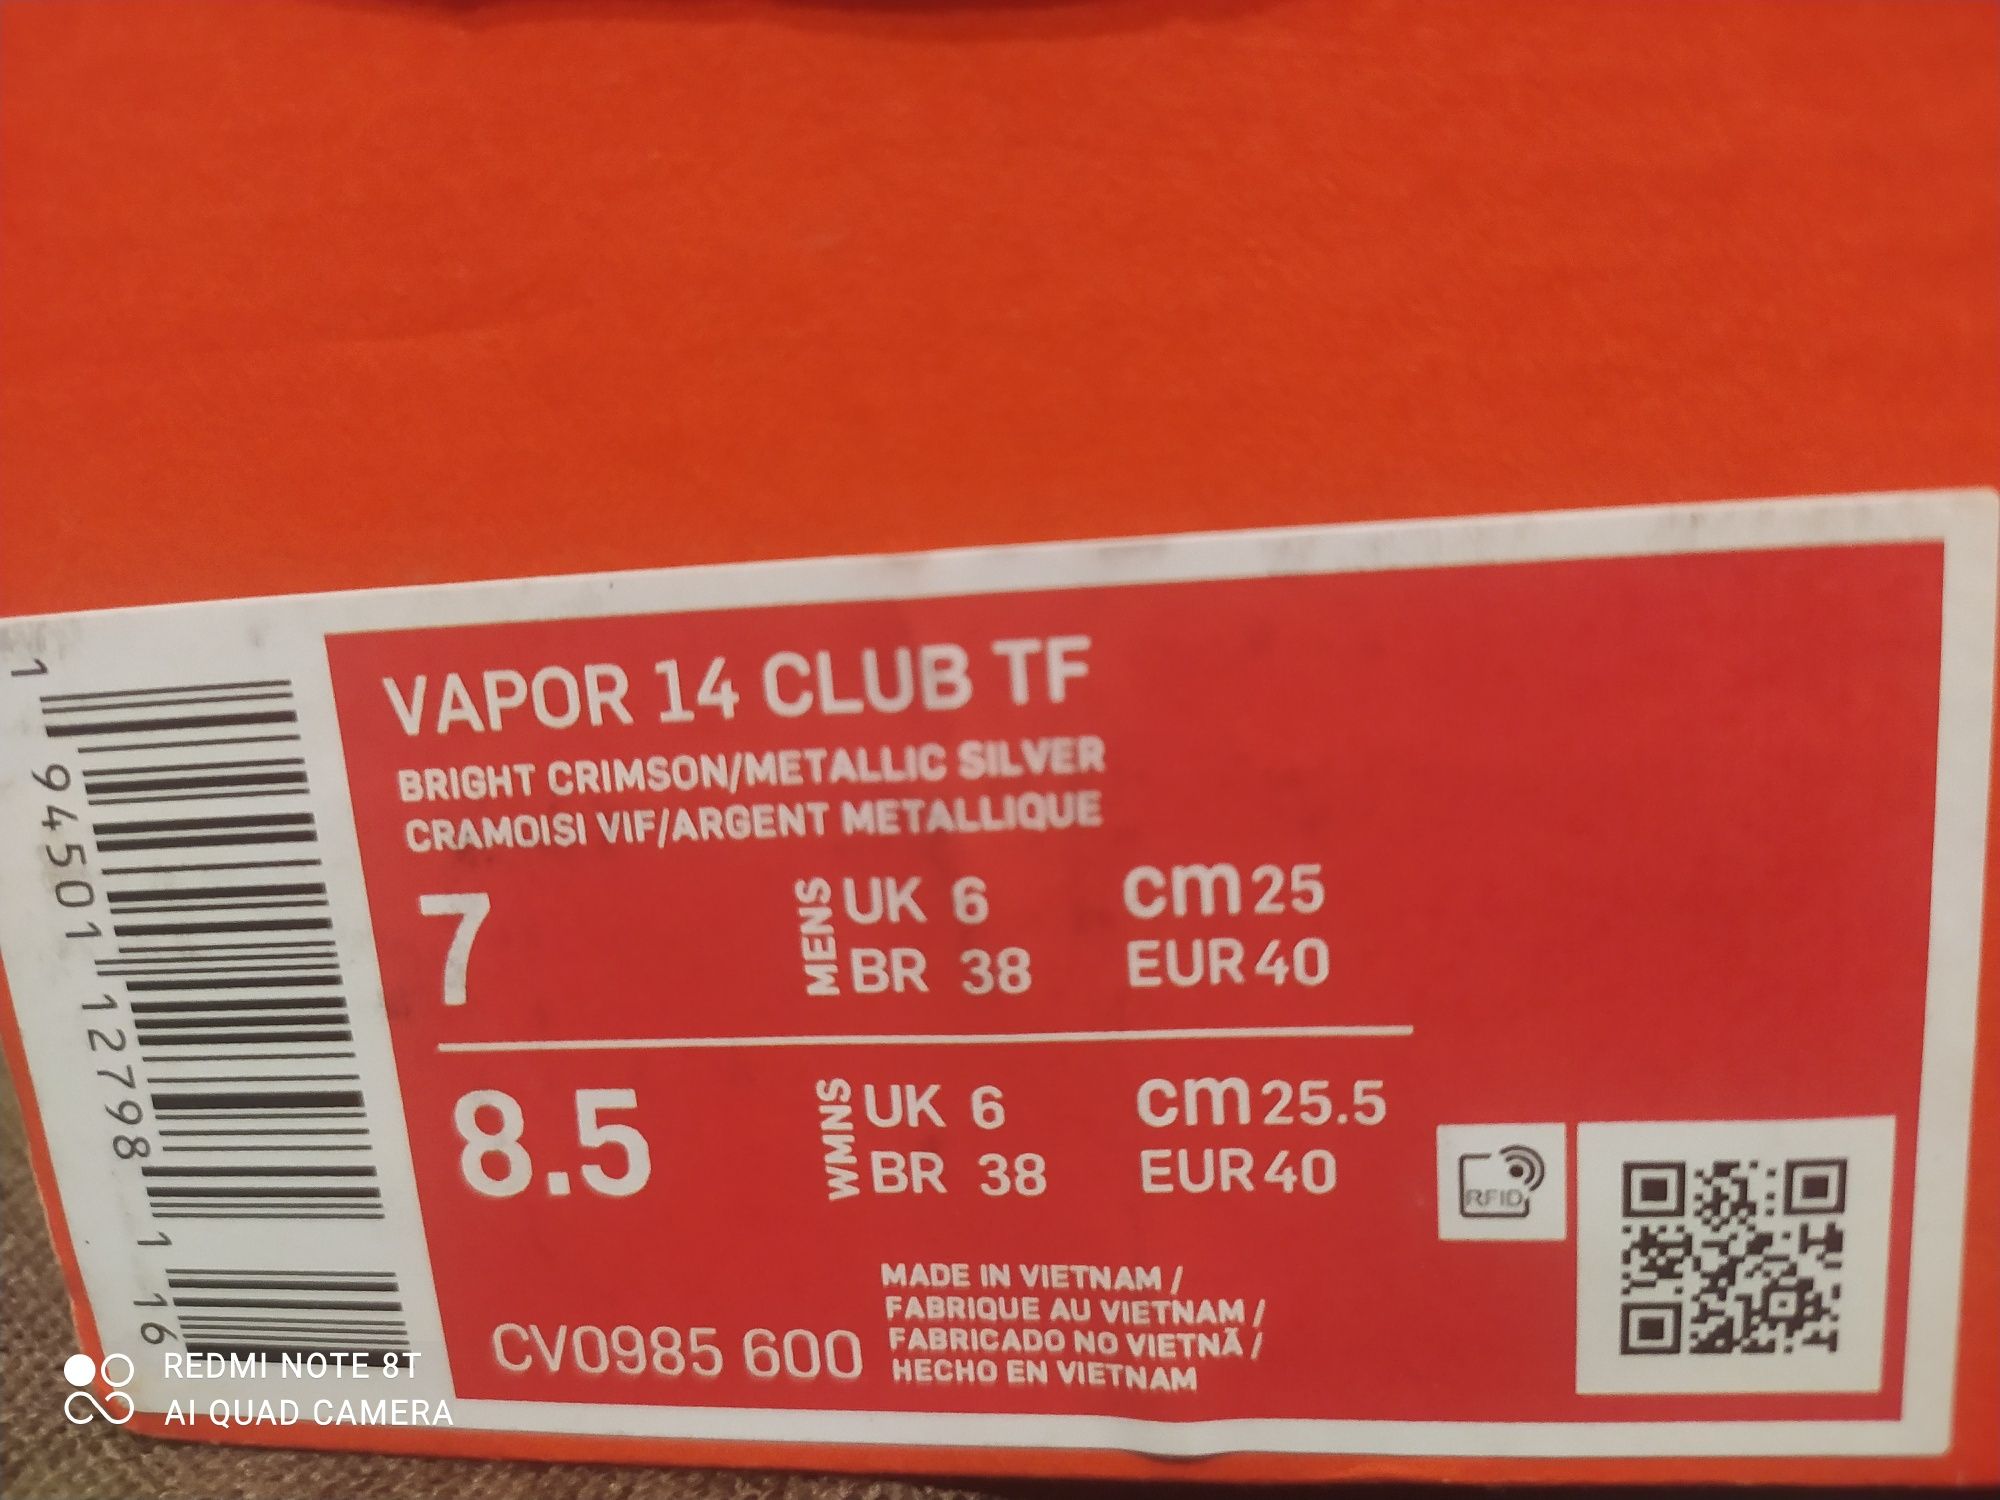 VAPOR 14 CLUB TF
BRIGHT CRIMSON/METALLIC SILVER
CRAMOISI VIF/ARGENT METALLIQUE
7 MENS UK 6 cm 25
BR 38 EUR 40
8.5 WMNS UK 6 cm 25.5
BR 38 EUR 40
RFID
MADE IN VIETNAM /
FABRIQUE AU VIETNAM /
FABRICADO NO VIETNÃ /
HECHO EN VIETNAM
CV0985 600
1 94501 12798 1 16
REDMI NOTE 8T
AI QUAD CAMERA